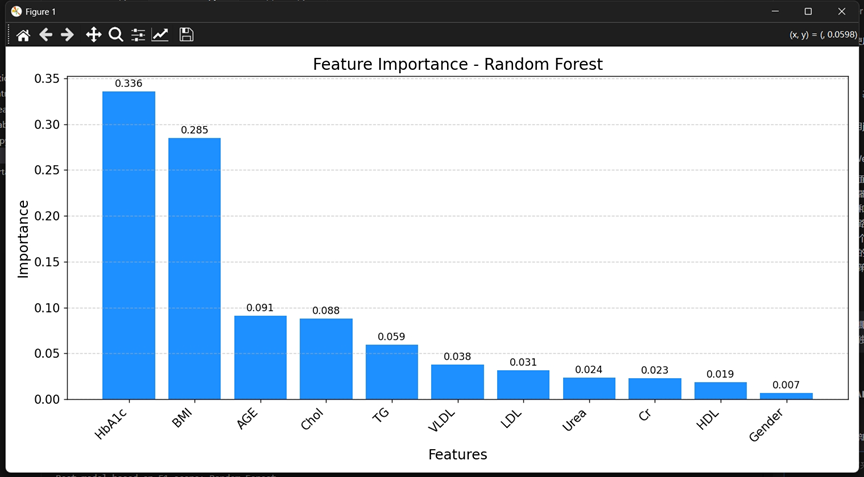 Figure 1
(x, y) = (, 0.0598)
Feature Importance - Random Forest
0.35
0.30
0.25
0.20
0.15
0.10
0.05
0.00
Importance
0.336
0.285
0.091
0.088
0.059
0.038
0.031
0.024
0.023
0.019
0.007
HbA1c
BMI
AGE
Chol
TG
VLDL
LDL
Urea
Cr
HDL
Gender
Features